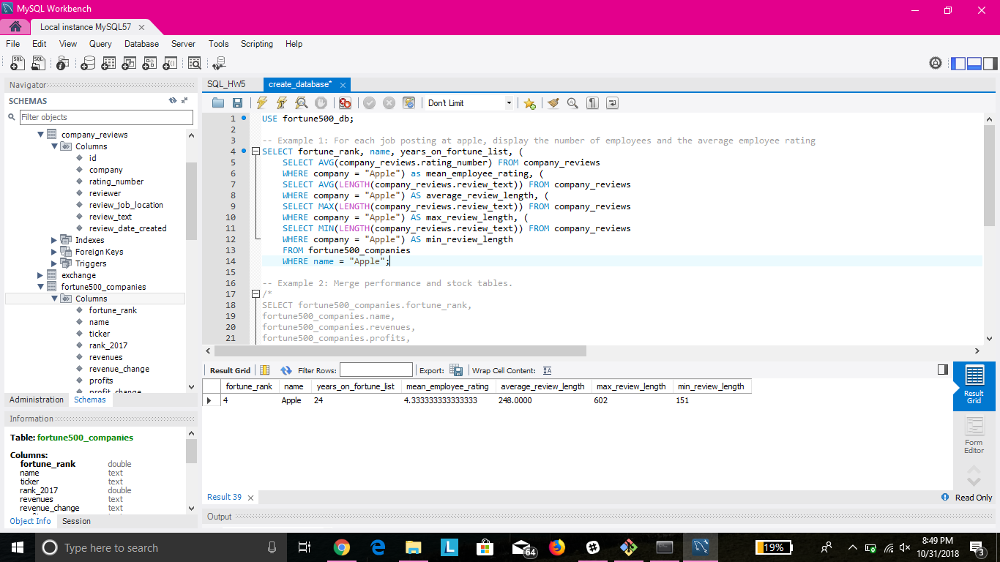 MySQL Workbench
Local instance MySQL57
File Edit View Query Database Server Tools Scripting Help
Navigator
SCHEMAS
Filter objects
company_reviews
Columns
id
company
rating_number
reviewer
review_job_location
review_text
review_date_created
Indexes
Foreign Keys
Triggers
exchange
fortune500_companies
Columns
fortune_rank
name
ticker
rank_2017
revenues
revenue_change
profits
profit_change
Administration Schemas
Information
Table: fortune500_companies
Columns:
fortune_rank double
name text
ticker text
rank_2017 double
revenues text
revenue_change text
Object Info Session
SQL_HW5 create_database*
Don't Limit
1 USE fortune500_db;
2
3 -- Example 1: For each job posting at apple, display the number of employees and the average employee rating
4 SELECT fortune_rank, name, years_on_fortune_list, (
5 SELECT AVG(company_reviews.rating_number) FROM company_reviews
6 WHERE company = "Apple") as mean_employee_rating, (
7 SELECT AVG(LENGTH(company_reviews.review_text)) FROM company_reviews
8 WHERE company = "Apple") AS average_review_length, (
9 SELECT MAX(LENGTH(company_reviews.review_text)) FROM company_reviews
10 WHERE company = "Apple") AS max_review_length, (
11 SELECT MIN(LENGTH(company_reviews.review_text)) FROM company_reviews
12 WHERE company = "Apple") AS min_review_length
13 FROM fortune500_companies
14 WHERE name = "Apple";
15
16 -- Example 2: Merge performance and stock tables.
17 /*
18 SELECT fortune500_companies.fortune_rank,
19 fortune500_companies.name,
20 fortune500_companies.revenues,
21 fortune500_companies.profits,
Result Grid Filter Rows: Export: Wrap Cell Content:
fortune_rank name years_on_fortune_list mean_employee_rating average_review_length max_review_length min_review_length
4 Apple 24 4.333333333333333 248.0000 602 151
Result Grid
Form Editor
Result 39
Read Only
Output
Type here to search
64
19%
8:49 PM
10/31/2018
3